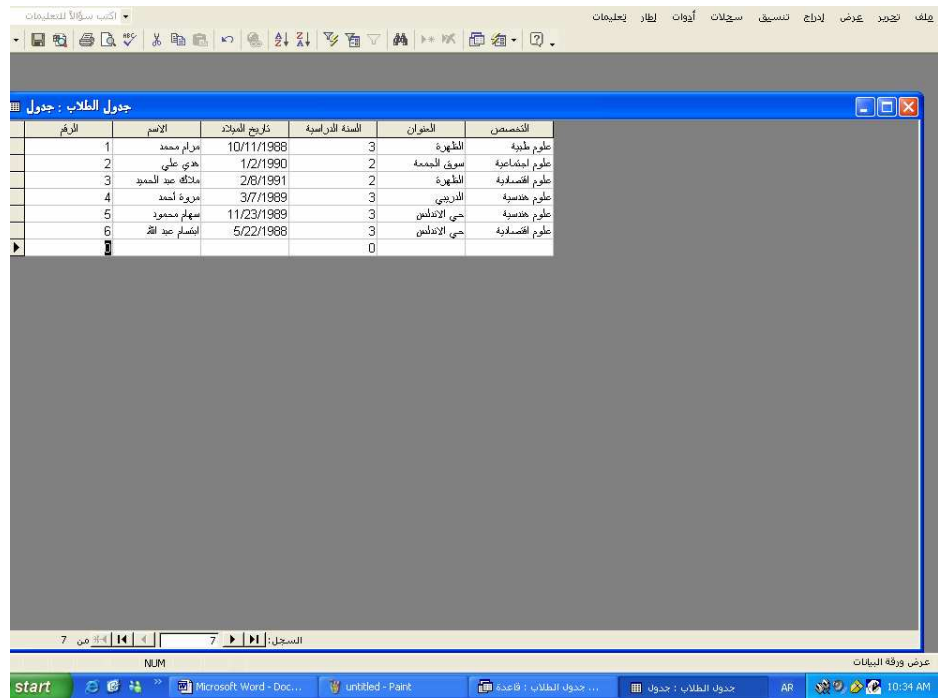 ملف تحرير عرض إدراج تنسيق سجلات أدوات إطار تعليمات
اكتب سؤالاً للتعليمات
جدول الطلاب : جدول
الرقم الاسم تاريخ الميلاد السنة الدراسية العنوان التخصص
1 مرام محمد 10/11/1988 3 الظهرة علوم طبية
2 هدي علي 1/2/1990 2 سوق الجمعة علوم اجتماعية
3 ملاك عبد الحميد 2/8/1991 2 الظهرة علوم اقتصادية
4 مروة أحمد 3/7/1989 3 الدريبي علوم هندسية
5 سهام محمود 11/23/1989 3 حي الاندلس علوم هندسية
6 ابتسام عبد الله 5/22/1988 3 حي الاندلس علوم اقتصادية
0 0
السجل: 7 من 7
عرض ورقة البيانات
NUM
start
Microsoft Word - Doc...
untitled - Paint
جدول الطلاب : قاعدة ...
جدول الطلاب : جدول
AR
10:34 AM